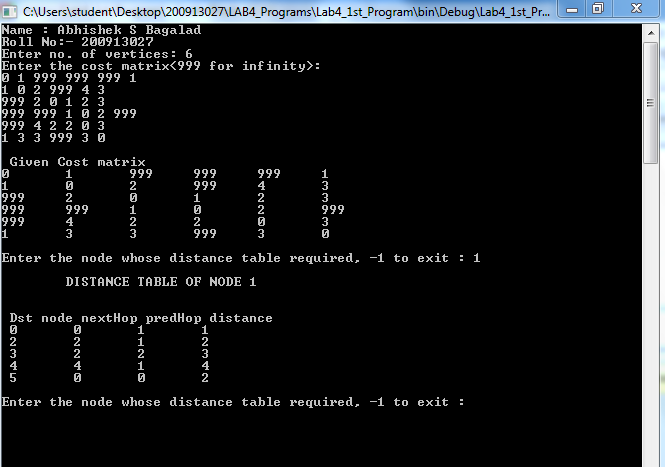 C:\Users\student\Desktop\200913027\LAB4_Programs\Lab4_1st_Program\bin\Debug\Lab4_1st_Pr...
Name : Abhishek S Bagalad
Roll No:- 200913027
Enter no. of vertices: 6
Enter the cost matrix<999 for infinity>:
0 1 999 999 999 1
1 0 2 999 4 3
999 2 0 1 2 3
999 999 1 0 2 999
999 4 2 2 0 3
1 3 3 999 3 0
Given Cost matrix
0 1 999 999 999 1
1 0 2 999 4 3
999 2 0 1 2 3
999 999 1 0 2 999
999 4 2 2 0 3
1 3 3 999 3 0
Enter the node whose distance table required, -1 to exit : 1
DISTANCE TABLE OF NODE 1
Dst node nextHop predHop distance
0 0 1 1
2 2 1 2
3 2 2 3
4 4 1 4
5 0 0 2
Enter the node whose distance table required, -1 to exit :